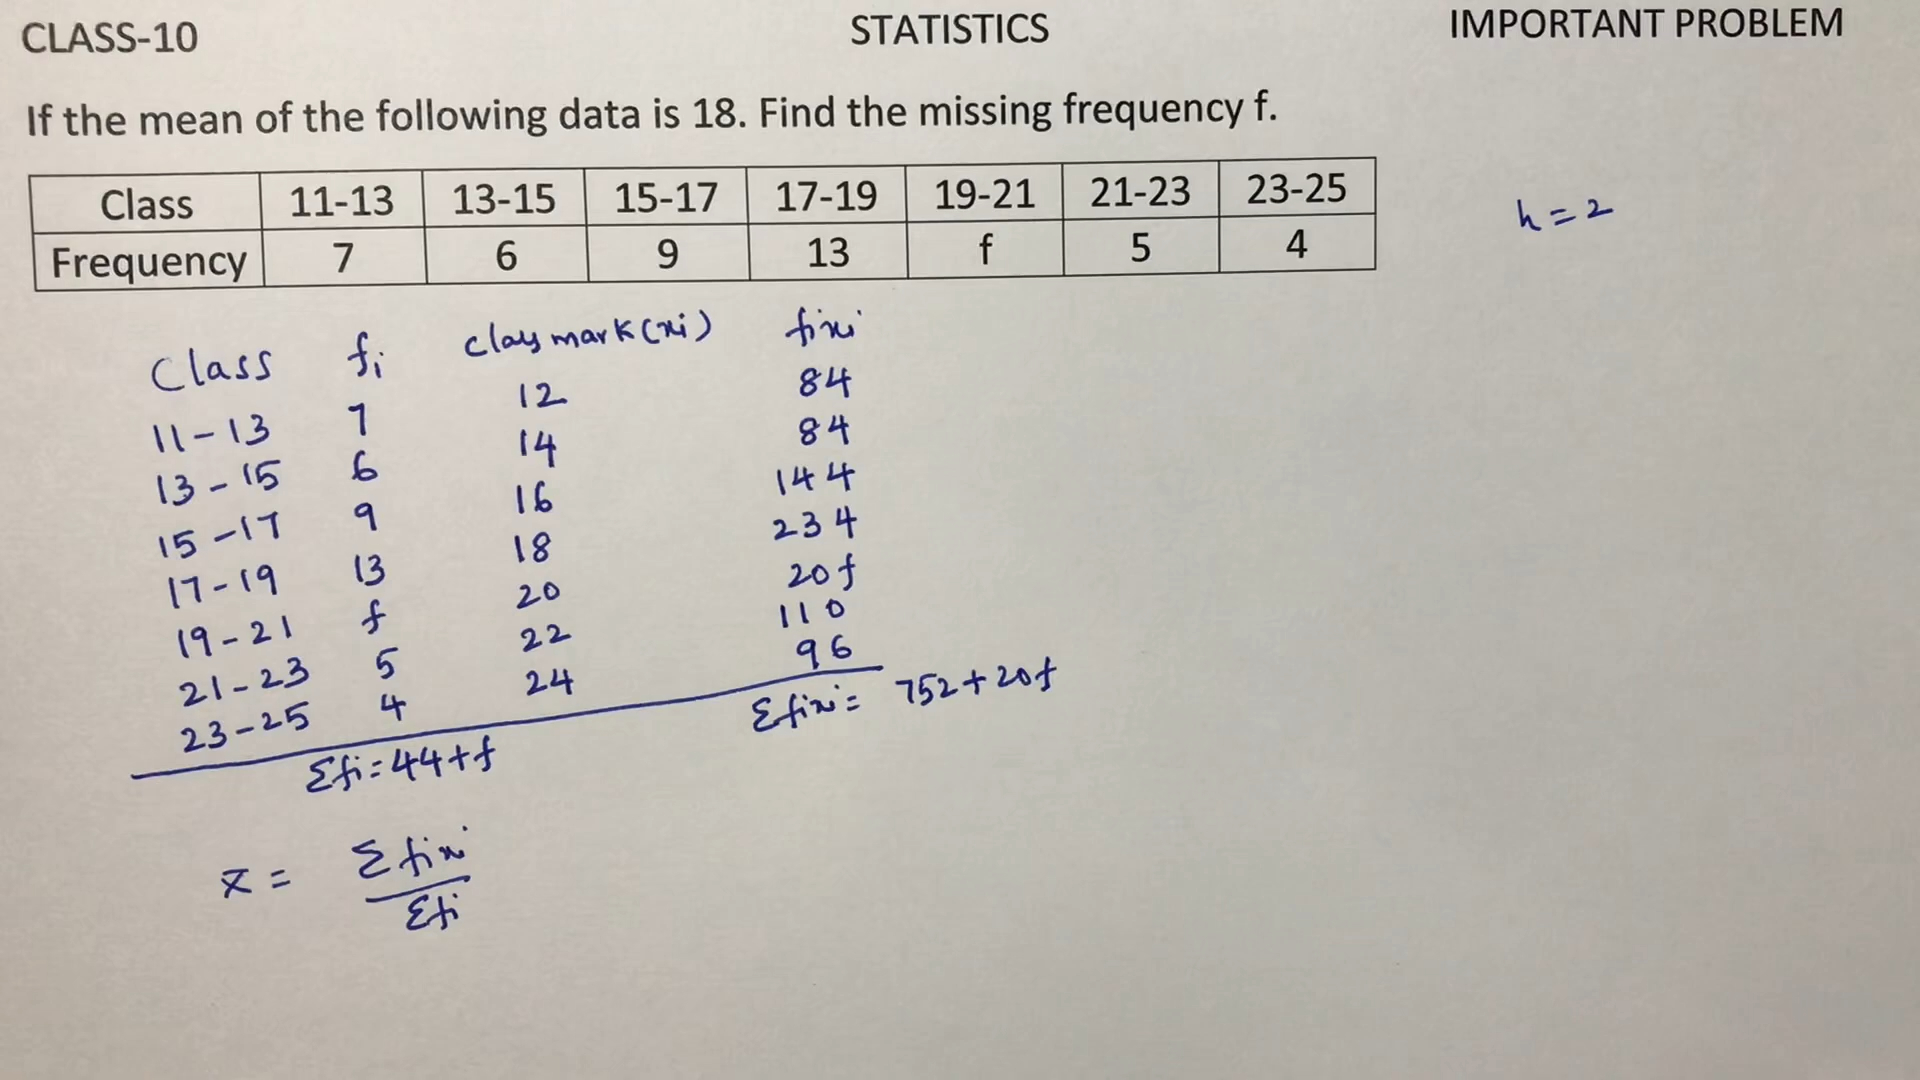 CLASS-10 STATISTICS IMPORTANT PROBLEM
If the mean of the following data is 18. Find the missing frequency f.
Class 11-13 13-15 15-17 17-19 19-21 21-23 23-25
Frequency 7 6 9 13 f 5 4
h=2
Class fi class mark (xi) fixi
11-13 7 12 84
13-15 6 14 84
15-17 9 16 144
17-19 13 18 234
19-21 f 20 20f
21-23 5 22 110
23-25 4 24 96
Σfi=44+f Σfixi= 752+20f
x̄ = Σfixi
Σfi